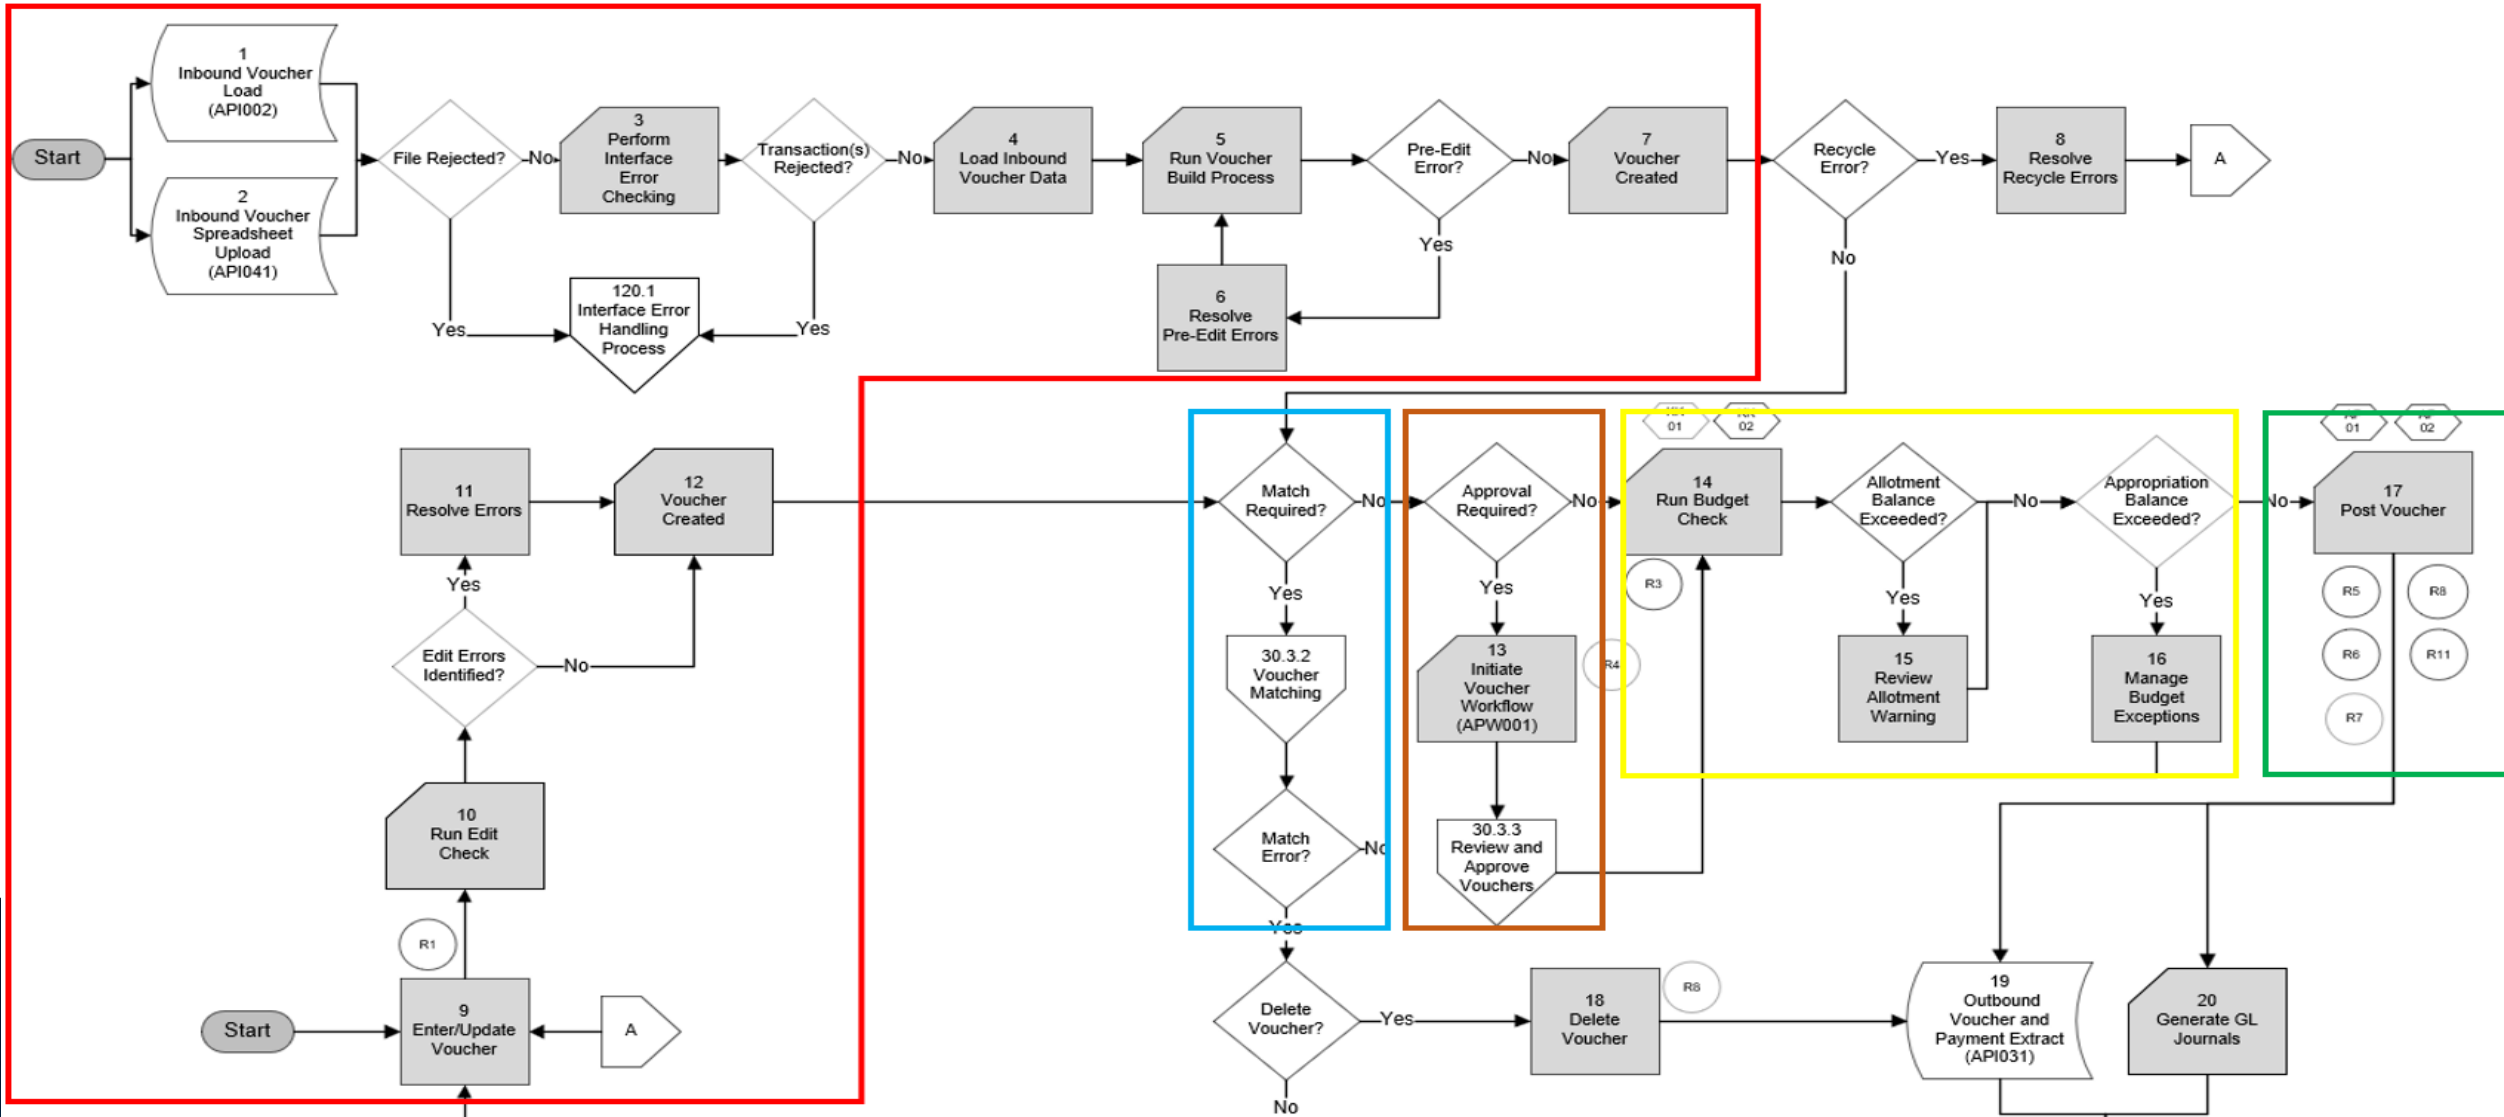 1
Inbound Voucher
Load
(API002)
Start
2
Inbound Voucher
Spreadsheet
Upload
(API041)
File Rejected?
No
Yes
3
Perform
Interface
Error
Checking
120.1
Interface Error
Handling
Process
Transaction(s)
Rejected?
No
Yes
4
Load Inbound
Voucher Data
5
Run Voucher
Build Process
6
Resolve
Pre-Edit Errors
Pre-Edit
Error?
No
Yes
7
Voucher
Created
Recycle
Error?
Yes
No
8
Resolve
Recycle Errors
A
11
Resolve Errors
12
Voucher
Created
Yes
Edit Errors
Identified?
No
10
Run Edit
Check
R1
Start
9
Enter/Update
Voucher
A
Match
Required?
No
Yes
30.3.2
Voucher
Matching
Match
Error?
No
Yes
Delete
Voucher?
Yes
No
Approval
Required?
No
Yes
13
Initiate
Voucher
Workflow
(APW001)
R4
30.3.3
Review and
Approve
Vouchers
01
02
14
Run Budget
Check
R3
Allotment
Balance
Exceeded?
No
Yes
15
Review
Allotment
Warning
Appropriation
Balance
Exceeded?
No
Yes
16
Manage
Budget
Exceptions
01
02
17
Post Voucher
R5
R8
R6
R11
R7
18
Delete
Voucher
19
Outbound
Voucher and
Payment Extract
(API031)
20
Generate GL
Journals